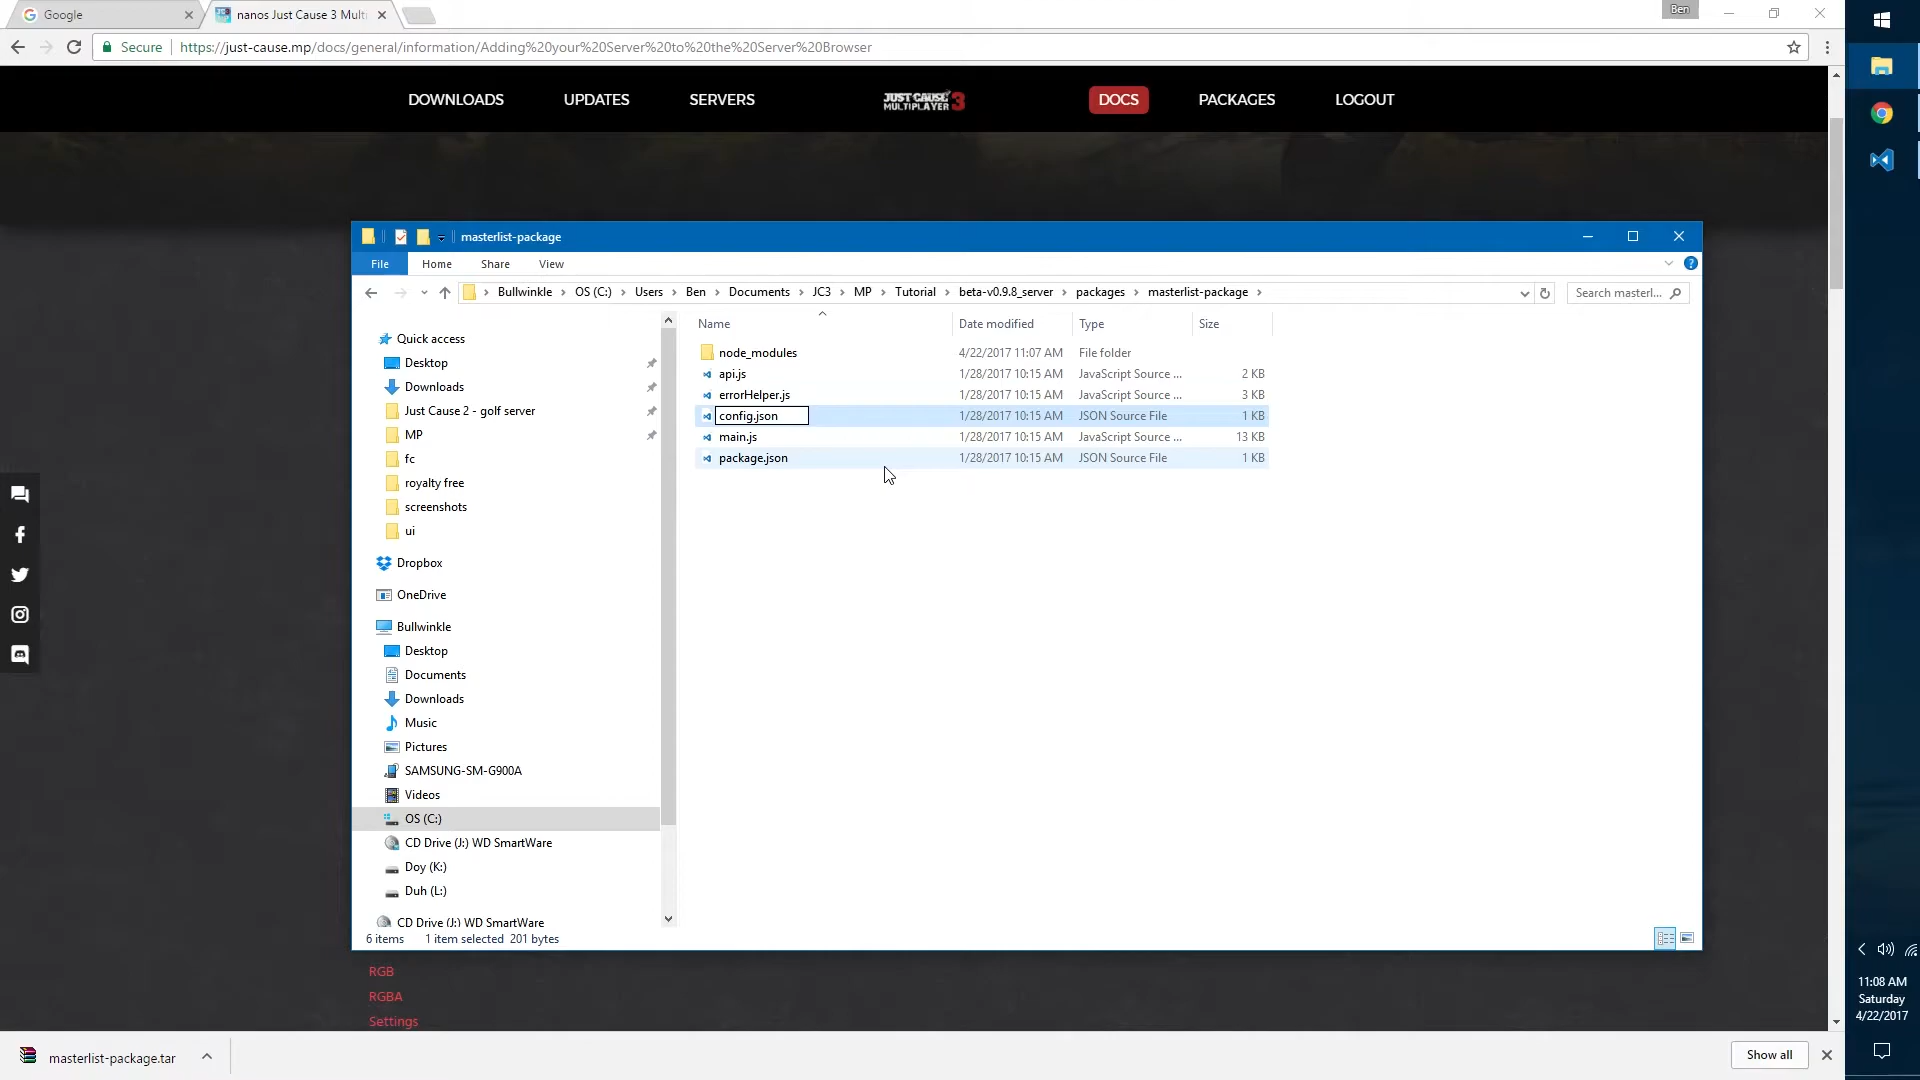 Google
nanos Just Cause 3 Multi
Ben
Secure
https://just-cause.mp/docs/general/information/Adding%20your%20Server%20to%20the%20Server%20Browser
DOWNLOADS UPDATES SERVERS JUST CAUSE MULTIPLAYER 3 DOCS PACKAGES LOGOUT
masterlist-package
File Home Share View
Bullwinkle OS (C:) Users Ben Documents JC3 MP Tutorial beta-v0.9.8_server packages masterlist-package
Search masterl...
Name Date modified Type Size
node_modules 4/22/2017 11:07 AM File folder
api.js 1/28/2017 10:15 AM JavaScript Source ... 2 KB
errorHelper.js 1/28/2017 10:15 AM JavaScript Source ... 3 KB
config.json 1/28/2017 10:15 AM JSON Source File 1 KB
main.js 1/28/2017 10:15 AM JavaScript Source ... 13 KB
package.json 1/28/2017 10:15 AM JSON Source File 1 KB
Quick access
Desktop
Downloads
Just Cause 2 - golf server
MP
fc
royalty free
screenshots
ui
Dropbox
OneDrive
Bullwinkle
Desktop
Documents
Downloads
Music
Pictures
SAMSUNG-SM-G900A
Videos
OS (C:)
CD Drive (J:) WD SmartWare
Doy (K:)
Duh (L:)
CD Drive (J:) WD SmartWare
6 items 1 item selected 201 bytes
RGB
RGBA
Settings
masterlist-package.tar
Show all
11:08 AM
Saturday
4/22/2017